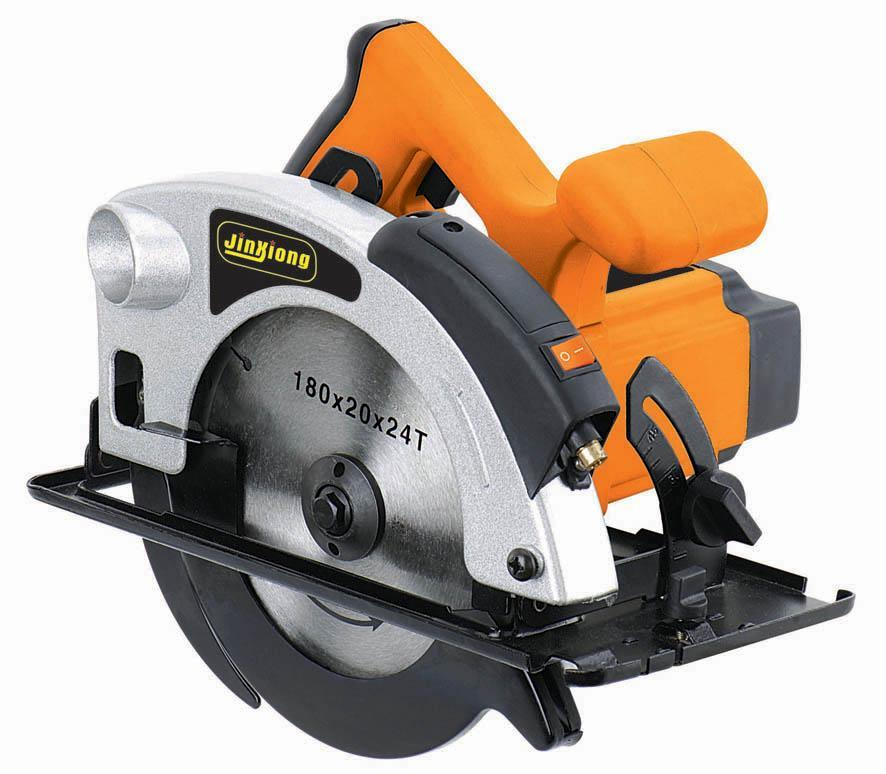 JinXiong
180x20x24T
O –